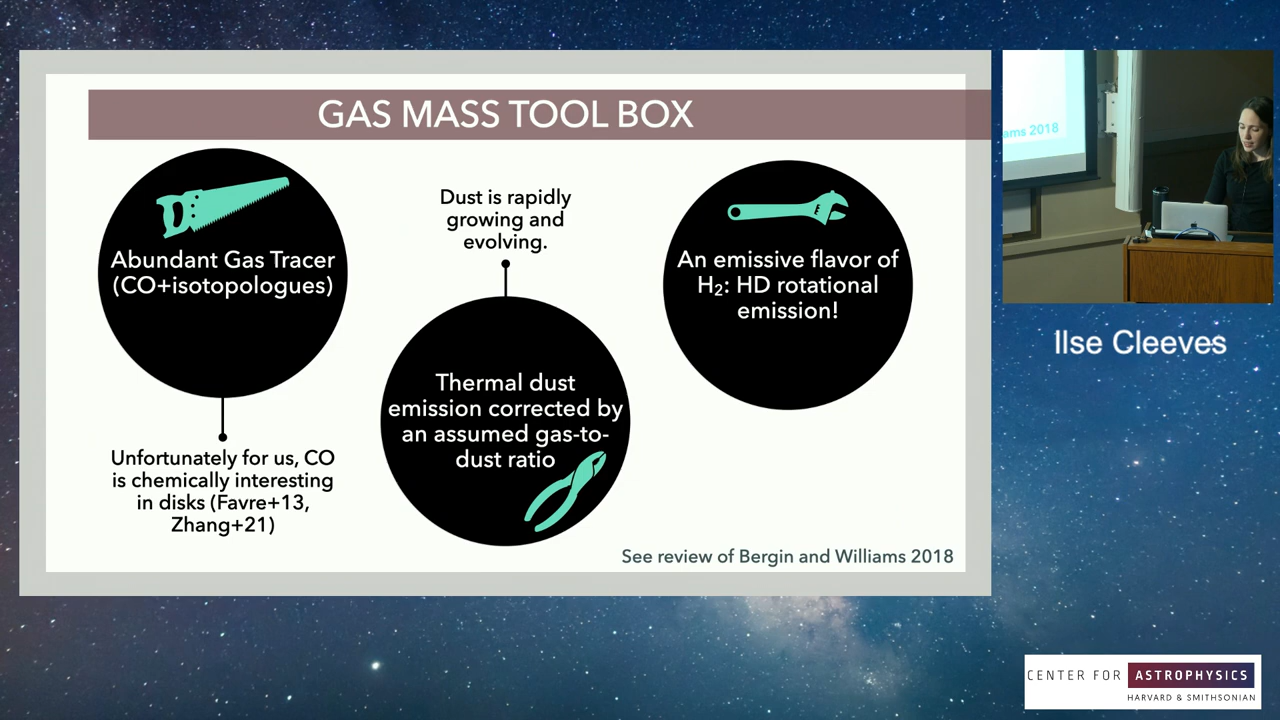 GAS MASS TOOL BOX
Abundant Gas Tracer
(CO+isotopologues)
Unfortunately for us, CO
is chemically interesting
in disks (Favre+13,
Zhang+21)
Dust is rapidly
growing and
evolving.
Thermal dust
emission corrected by
an assumed gas-to-
dust ratio
An emissive flavor of
H₂: HD rotational
emission!
See review of Bergin and Williams 2018
ams 2018
Ilse Cleeves
CENTER FOR ASTROPHYSICS
HARVARD & SMITHSONIAN